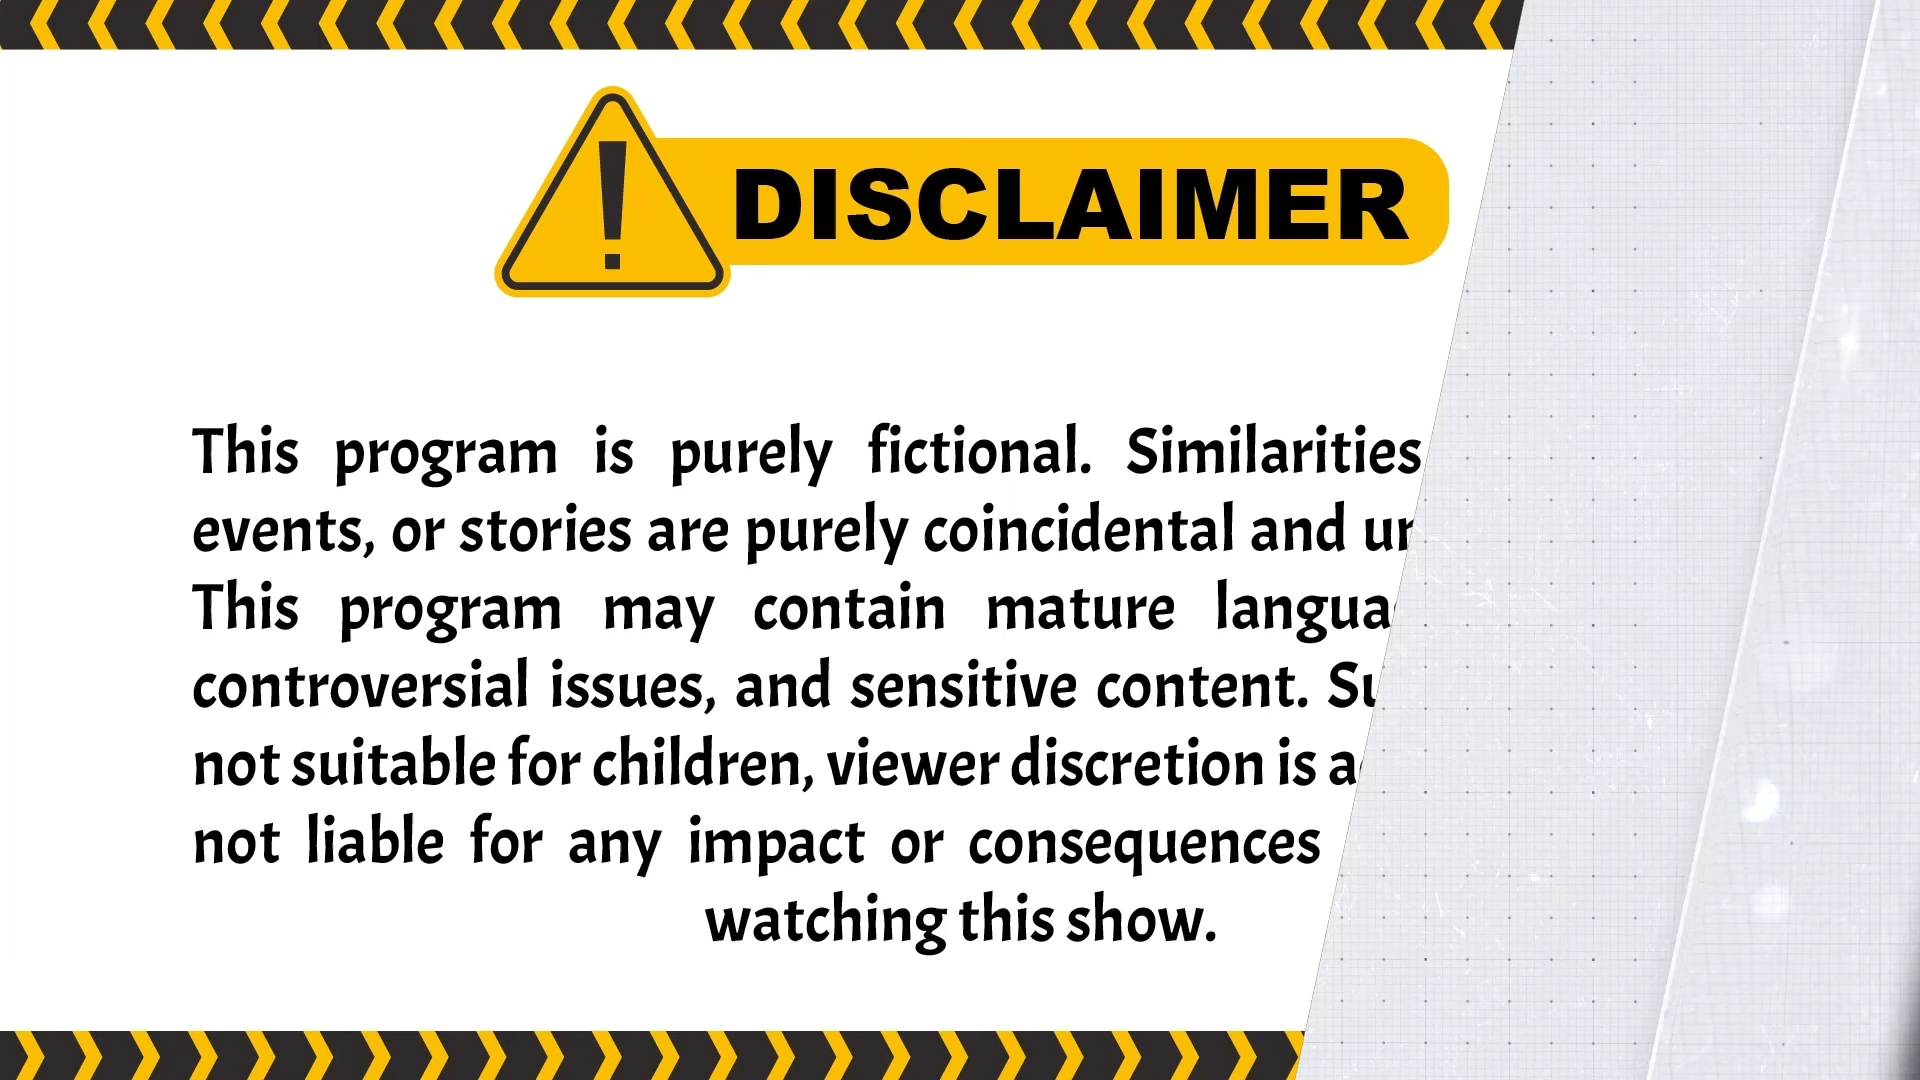 DISCLAIMER
This program is purely fictional. Similarities
events, or stories are purely coincidental and
This program may contain mature
controversial issues, and sensitive content.
not suitable for children, viewer discretion is
not liable for any impact or consequences
watching this show.